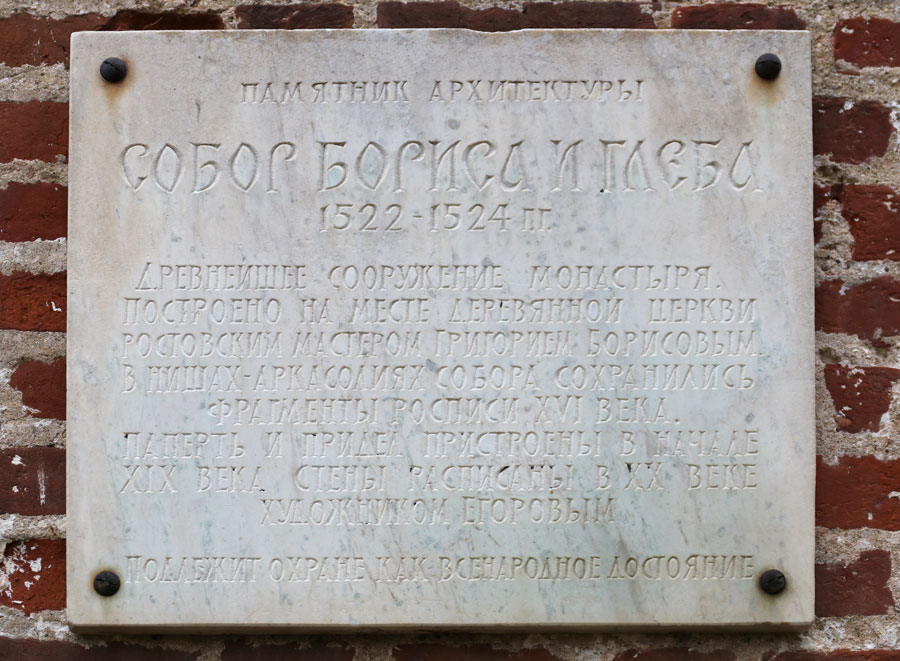 ПАМЯТНИК АРХИТЕКТУРЫ
СОБОР БОРИСА И ГЛЕБА
1522-1524 гг.
ДРЕВНЕЙШЕЕ СООРУЖЕНИЕ МОНАСТЫРЯ.
ПОСТРОЕНО НА МЕСТЕ ДЕРЕВЯННОЙ ЦЕРКВИ
РОСТОВСКИМ МАСТЕРОМ ГРИГОРИЕМ БОРИСОВЫМ.
В НИШАХ-АРКАСОЛИЯХ СОБОРА СОХРАНИЛИСЬ
ФРАГМЕНТЫ РОСПИСИ XVI ВЕКА.
ПАПЕРТЬ И ПРИДЕЛ ПРИСТРОЕНЫ В НАЧАЛЕ
XIX ВЕКА. СТЕНЫ РАСПИСАНЫ В XX ВЕКЕ
ХУДОЖНИКОМ ЕГОРОВЫМ
ПОДЛЕЖИТ ОХРАНЕ КАК ВСЕНАРОДНОЕ ДОСТОЯНИЕ